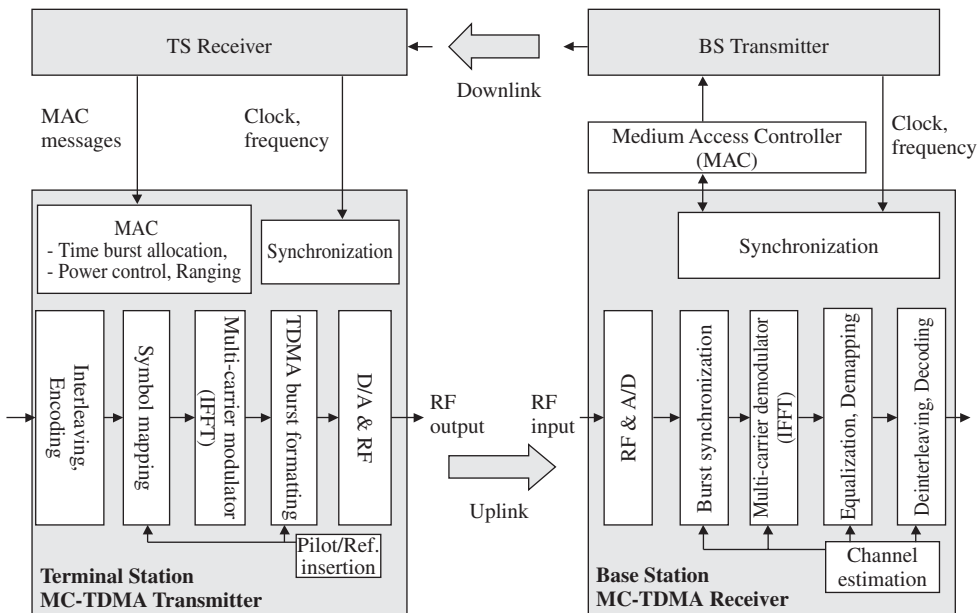 TS Receiver
BS Transmitter
Downlink
MAC
messages
Clock,
frequency
Medium Access Controller
(MAC)
Clock,
frequency
MAC
- Time burst allocation,
- Power control, Ranging
Synchronization
Synchronization
Interleaving,
Encoding
Symbol mapping
Multi-carrier modulator
(IFFT)
TDMA burst formatting
D/A & RF
RF
output
RF
input
Uplink
RF & A/D
Burst synchronization
Multi-carrier demodulator
(IFFT)
Equalization, Demapping
Deinterleaving, Decoding
Pilot/Ref.
insertion
Channel
estimation
Terminal Station
MC-TDMA Transmitter
Base Station
MC-TDMA Receiver